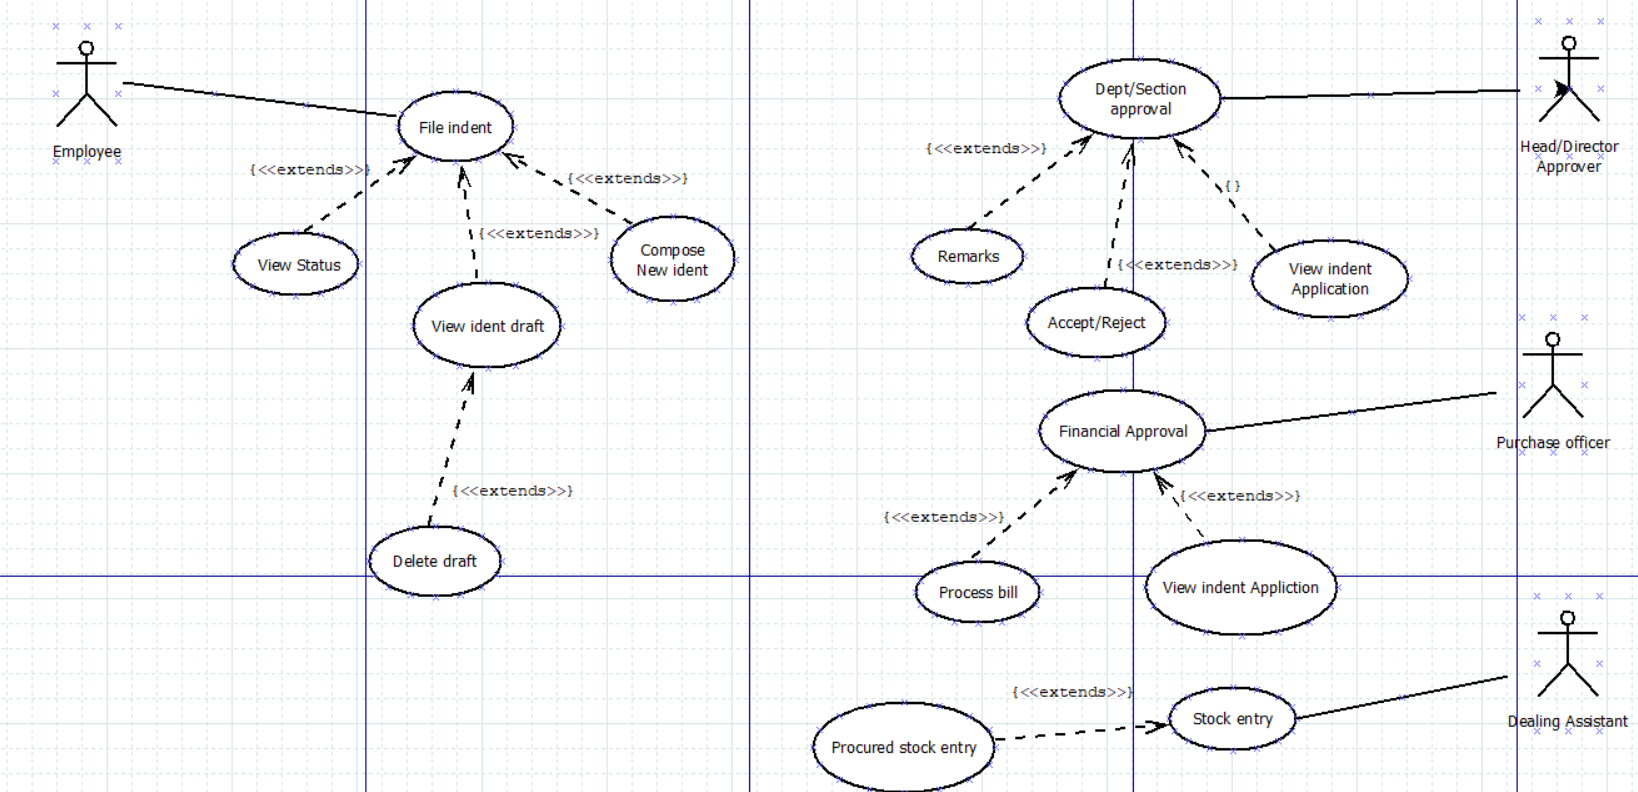 Employee
File indent
{<<extends>>}
{<<extends>>}
{<<extends>>}
View Status
Compose
New ident
View ident draft
{<<extends>>}
Delete draft
Dept/Section
approval
Head/Director
Approver
{<<extends>>}
{}
{<<extends>>}
Remarks
View indent
Application
Accept/Reject
Financial Approval
Purchase officer
{<<extends>>}
{<<extends>>}
Process bill
View indent Appliction
{<<extends>>}
Stock entry
Dealing Assistant
Procured stock entry